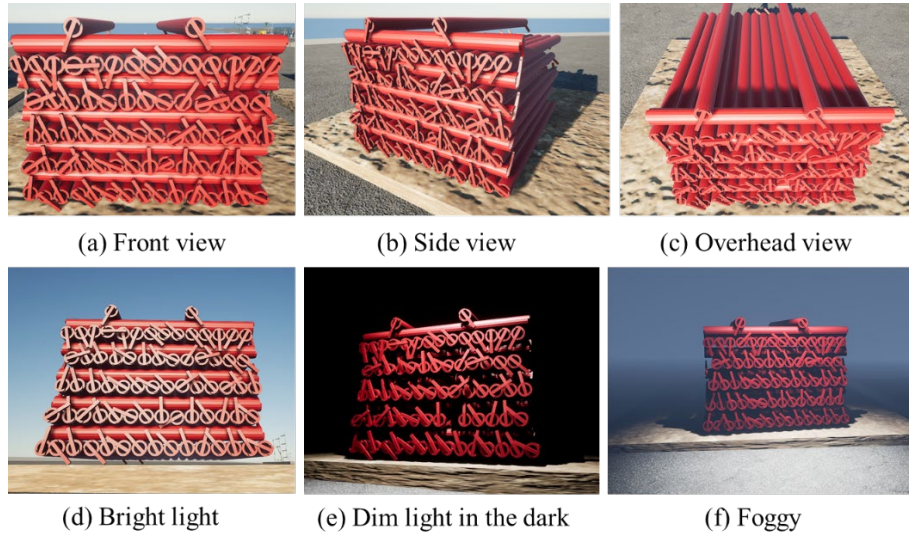 (a) Front view
(b) Side view
(c) Overhead view
(d) Bright light
(e) Dim light in the dark
(f) Foggy